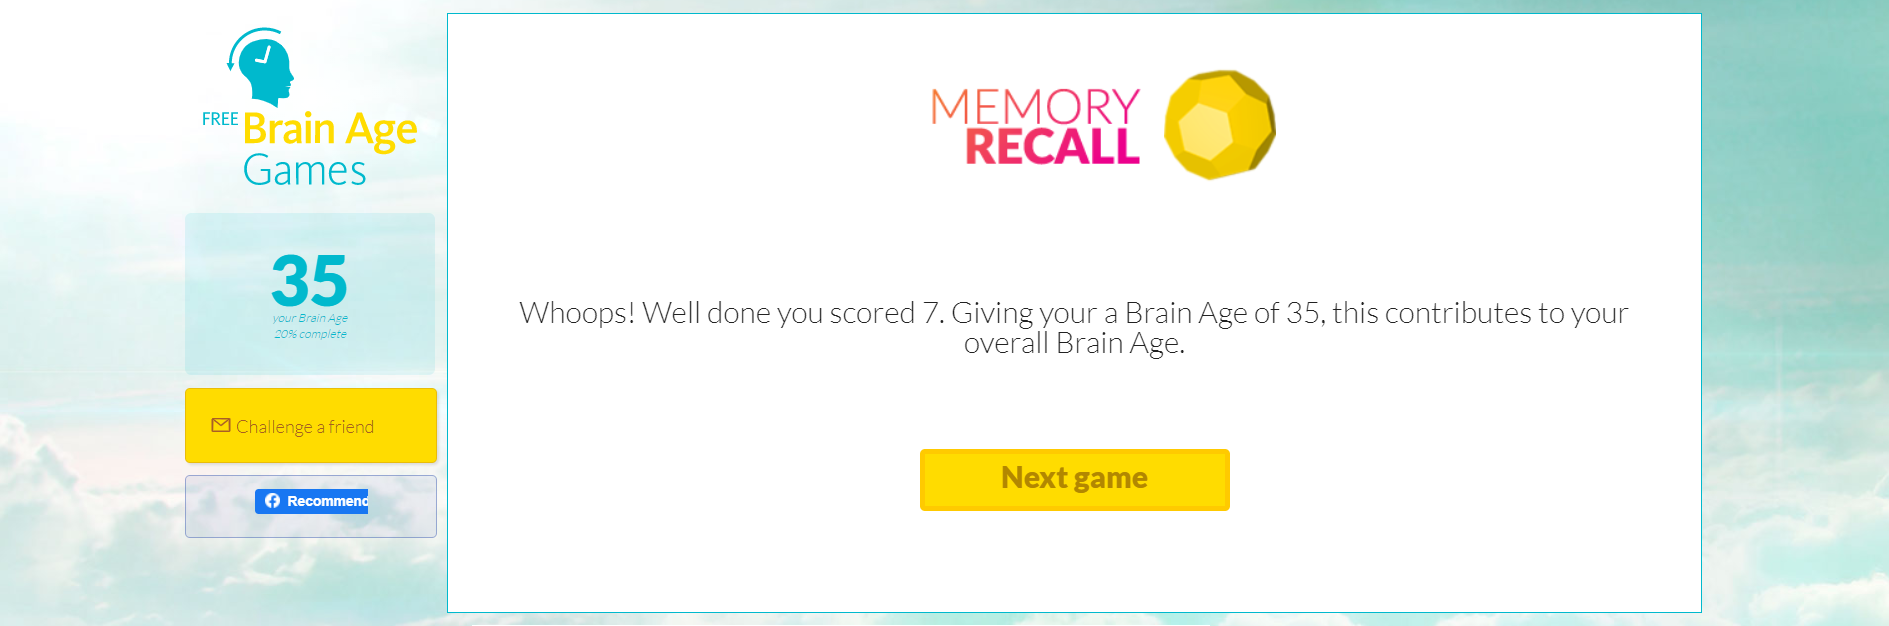 FREE Brain Age
Games
35
your Brain Age
20% complete
Challenge a friend
Recommend
MEMORY
RECALL
Whoops! Well done you scored 7. Giving your a Brain Age of 35, this contributes to your
overall Brain Age.
Next game